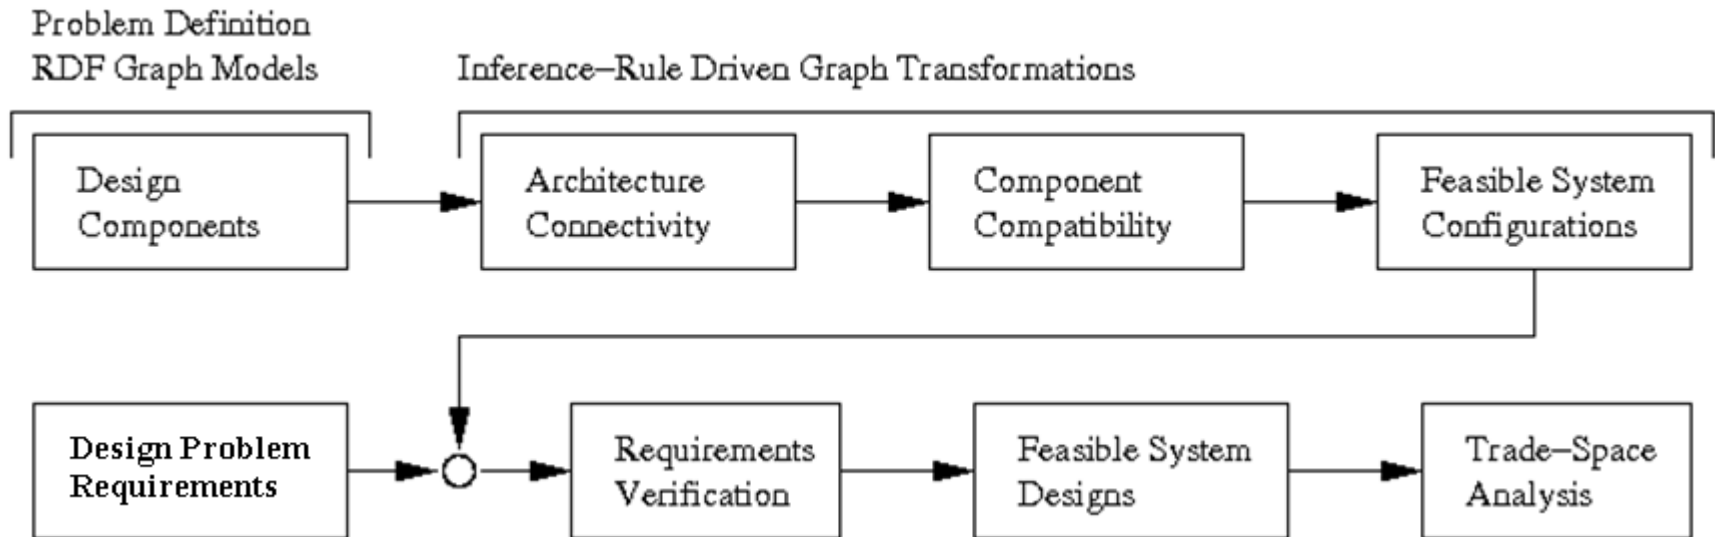 Problem Definition
RDF Graph Models
Inference–Rule Driven Graph Transformations
Design
Components
Architecture
Connectivity
Component
Compatibility
Feasible System
Configurations
Design Problem
Requirements
Requirements
Verification
Feasible System
Designs
Trade–Space
Analysis